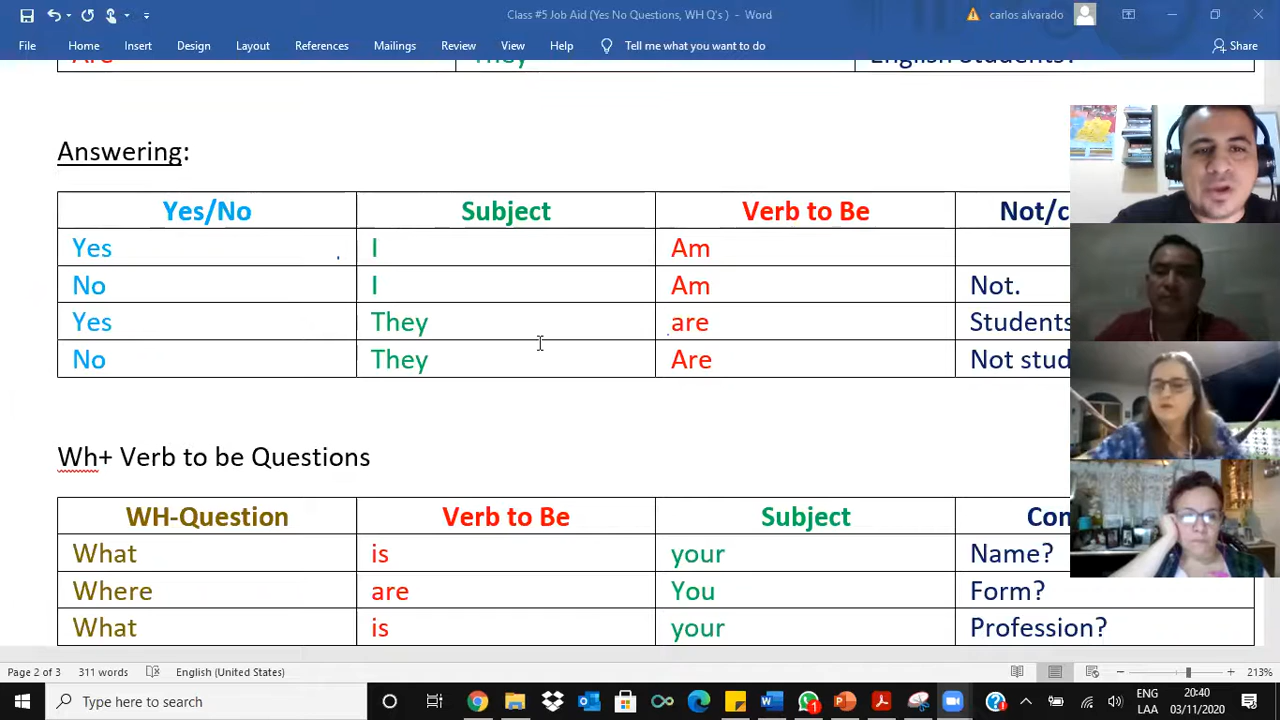 Class #5 Job Aid (Yes No Questions, WH Q's ) - Word
carlos alvarado
File Home Insert Design Layout References Mailings Review View Help Tell me what you want to do Share
Are They English Students?
Answering:
Yes/No Subject Verb to Be Not/c
Yes I Am
No I Am Not.
Yes They are Students
No They Are Not stud
Wh+ Verb to be Questions
WH-Question Verb to Be Subject Con
What is your Name?
Where are You Form?
What is your Profession?
Page 2 of 3 311 words English (United States) 213%
Type here to search
ENG 20:40
LAA 03/11/2020